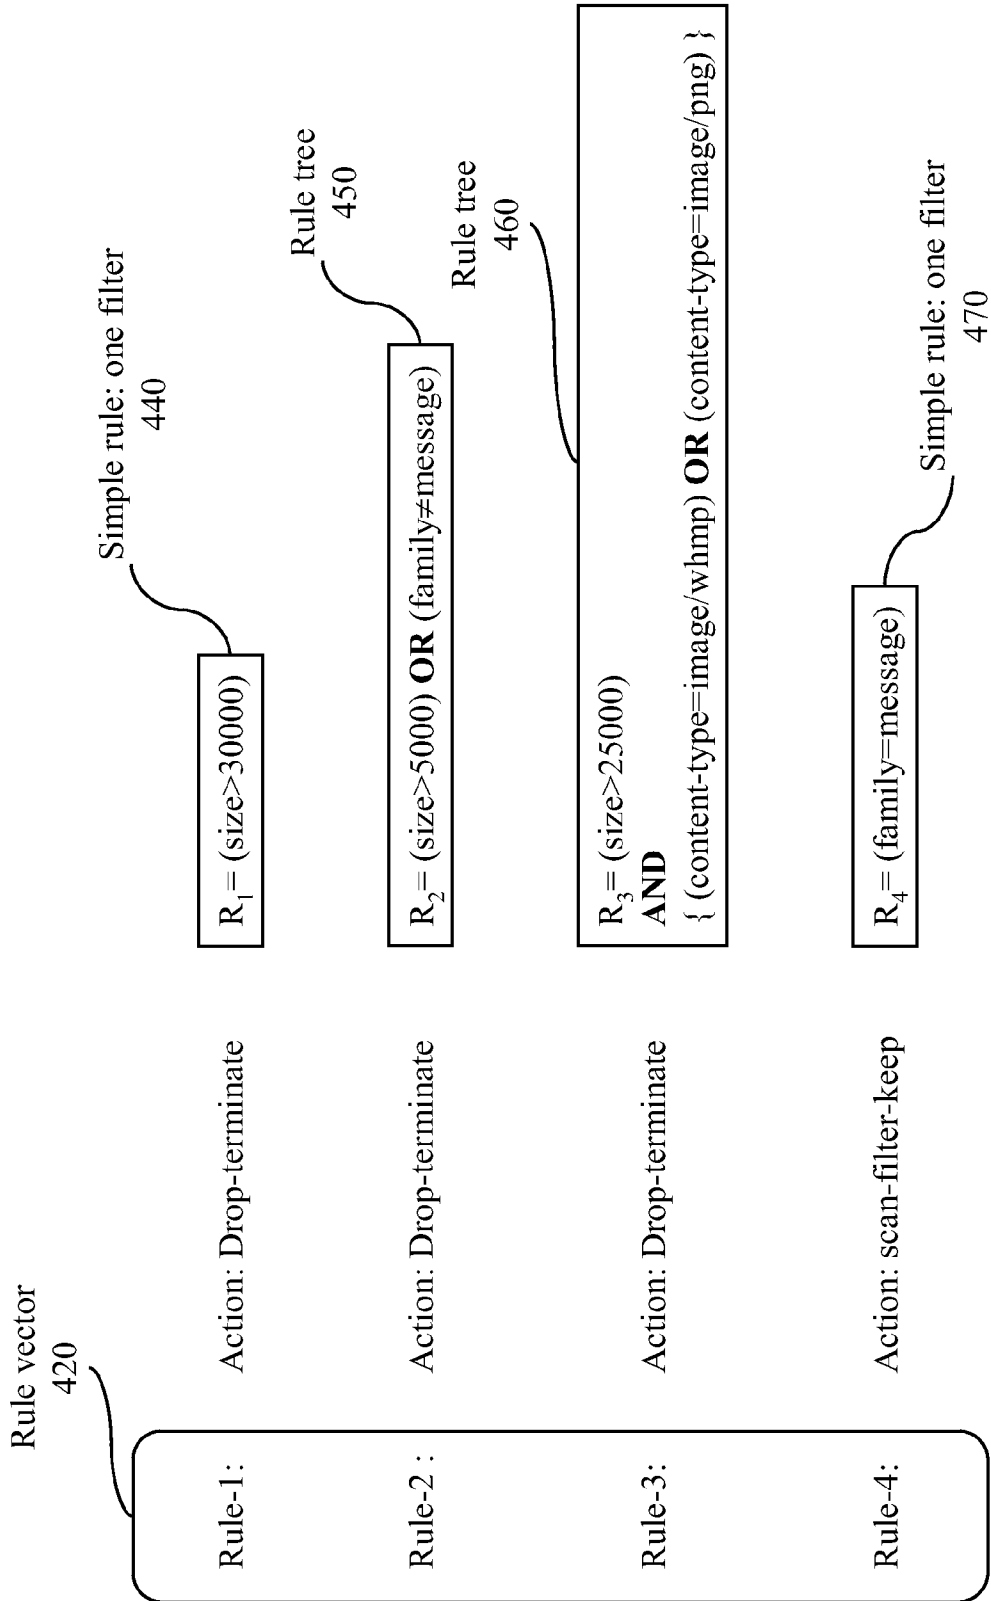 Rule vector
420
Simple rule: one filter
440
Rule-1:
Action: Drop-terminate
R1= (size>30000)
Rule tree
450
Rule-2 :
Action: Drop-terminate
R2= (size>5000) OR (family≠message)
Rule tree
460
Rule-3:
Action: Drop-terminate
R3= (size>25000)
AND
{ (content-type=image/whmp) OR (content-type=image/png) }
Rule-4:
Action: scan-filter-keep
R4= (family=message)
Simple rule: one filter
470